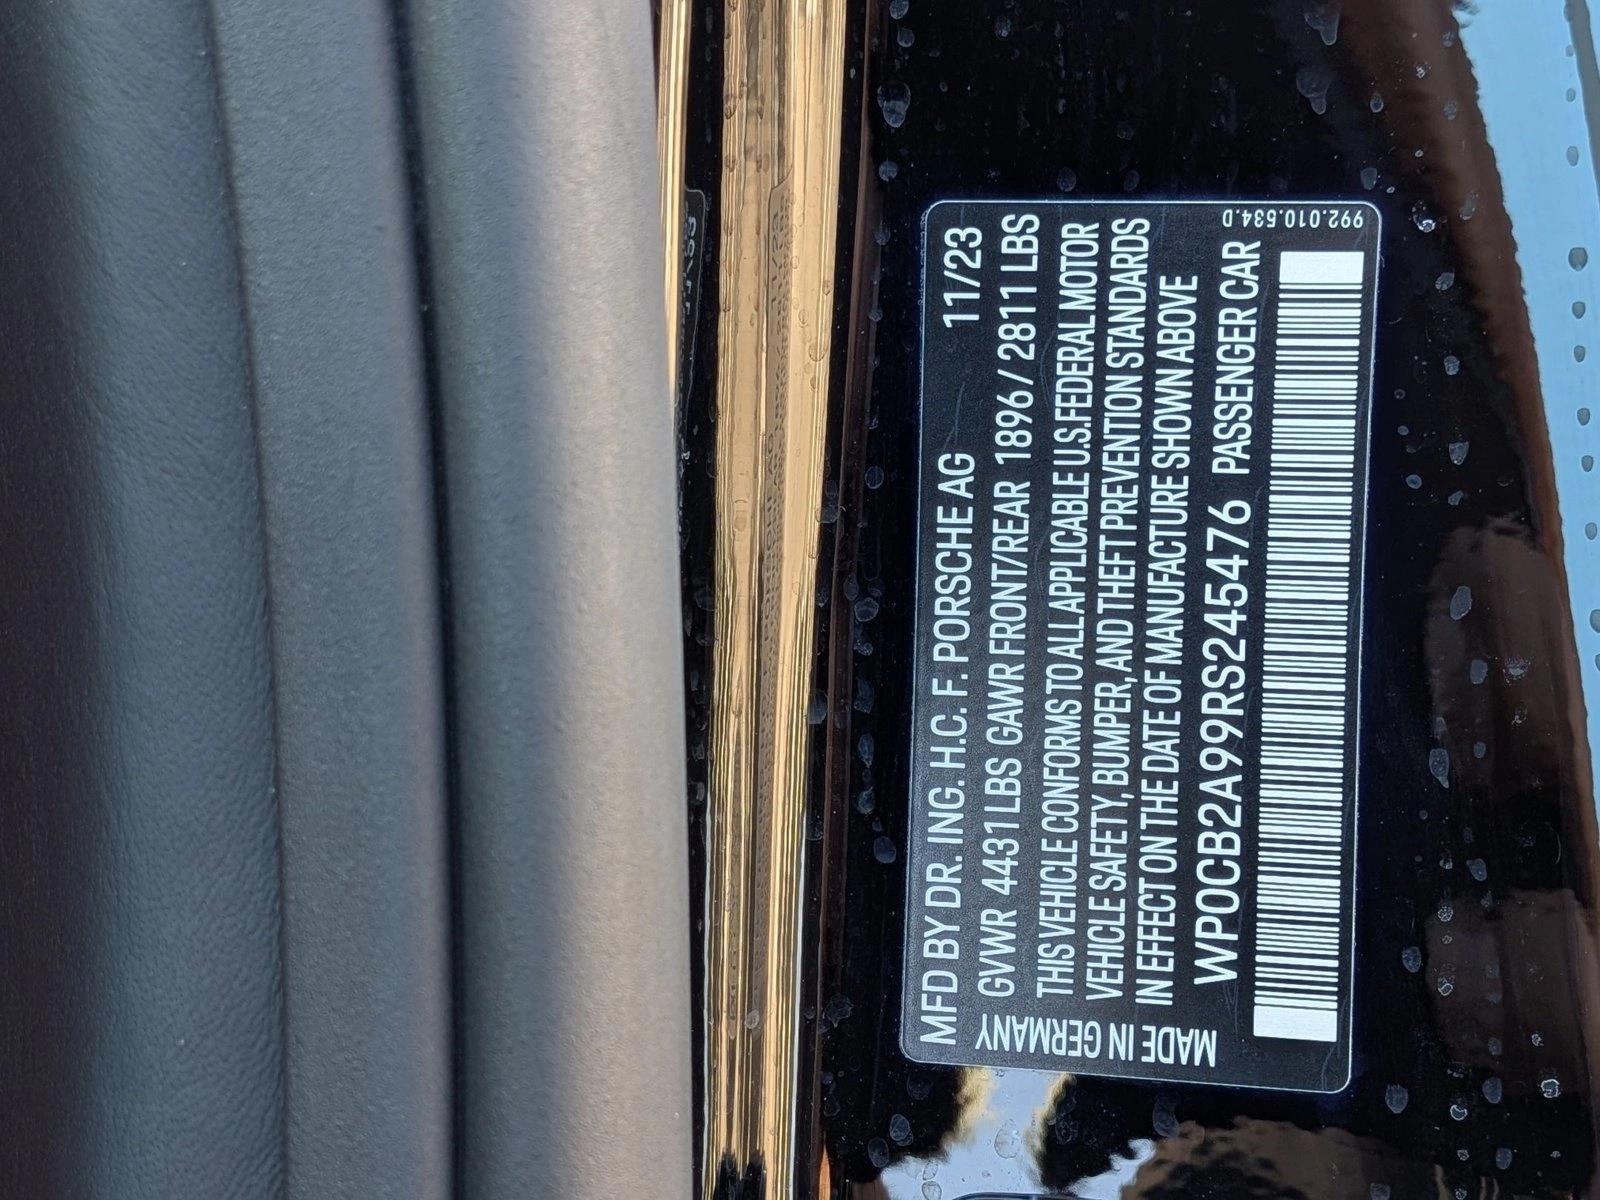 MFD BY DR. ING. H.C. F. PORSCHE AG 11/23
GVWR 4431 LBS GAWR FRONT/REAR 1896 / 2811 LBS
THIS VEHICLE CONFORMS TO ALL APPLICABLE U.S.FEDERAL MOTOR
VEHICLE SAFETY, BUMPER, AND THEFT PREVENTION STANDARDS
IN EFFECT ON THE DATE OF MANUFACTURE SHOWN ABOVE
WP0CB2A99RS245476 PASSENGER CAR
MADE IN GERMANY
992.010.534.D